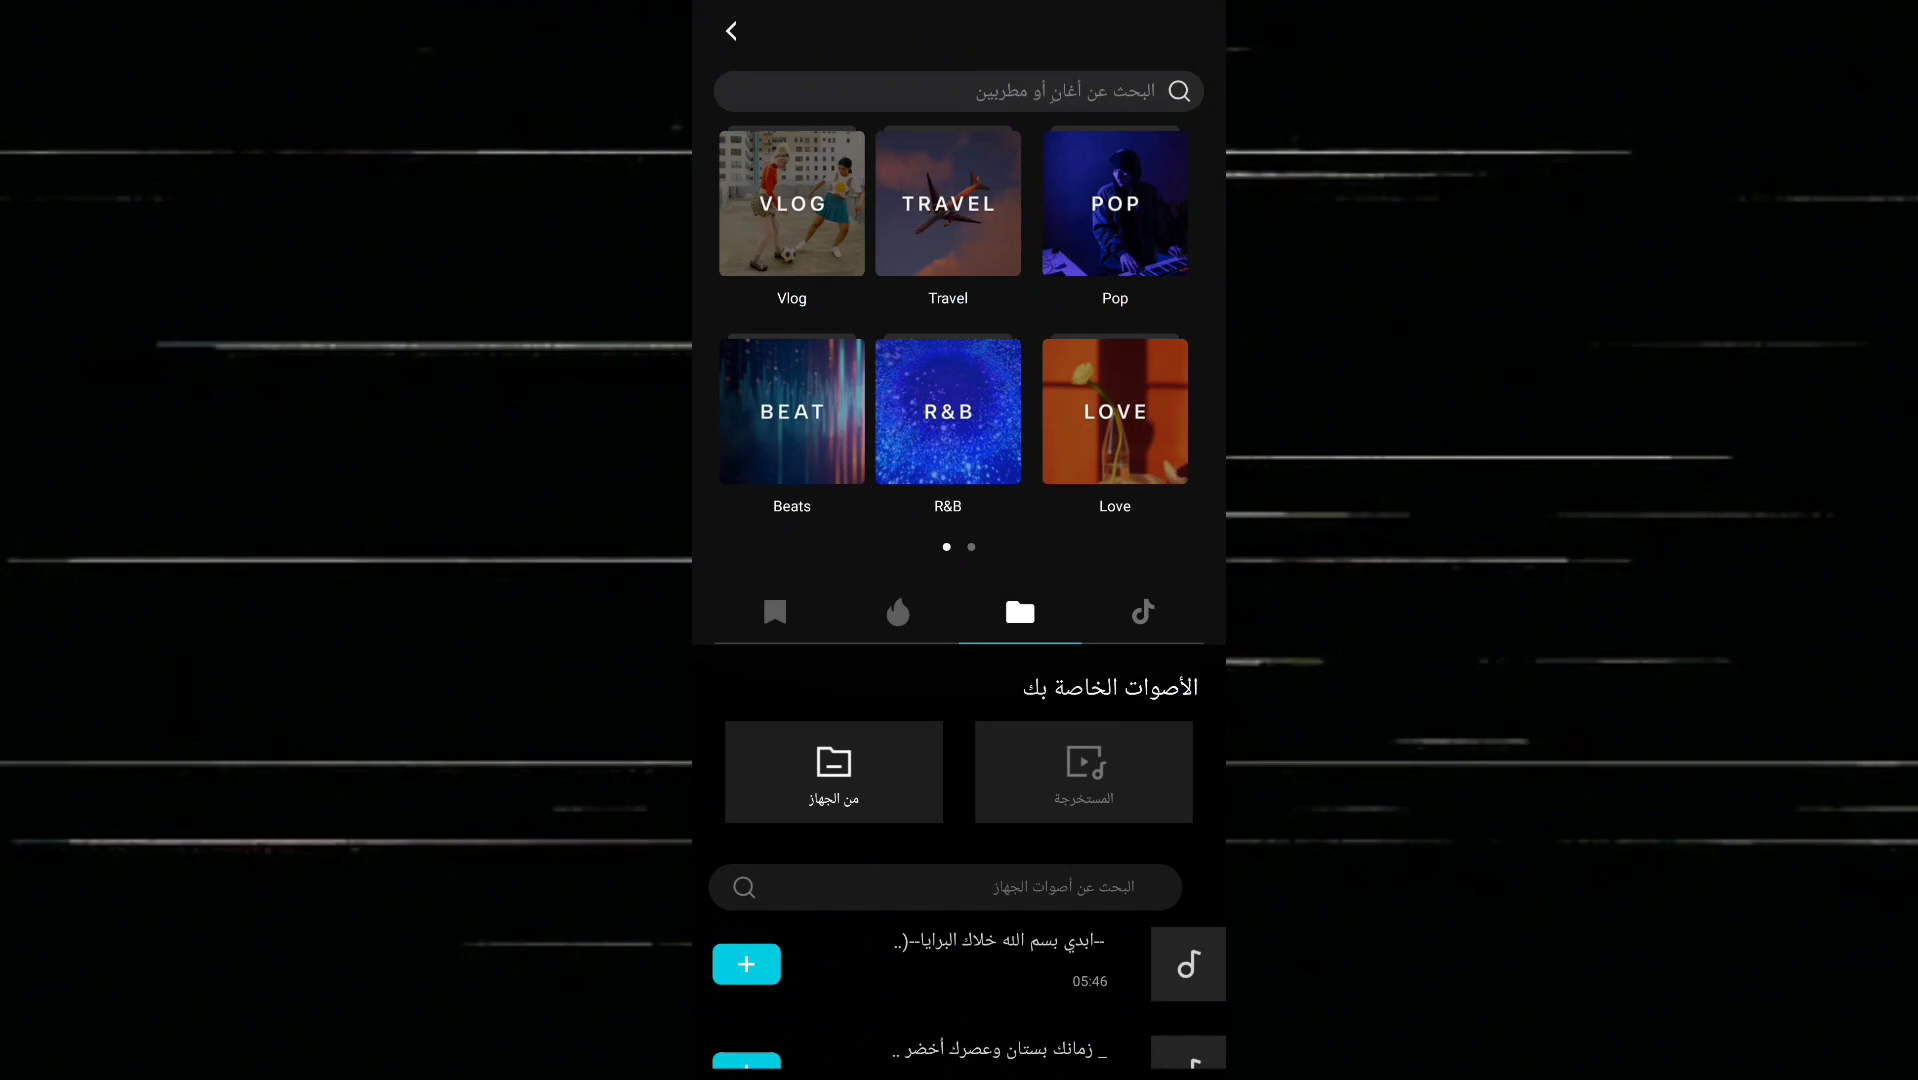 البحث عن أغانٍ أو مطربين
VLOG
TRAVEL
POP
Vlog
Travel
Pop
BEAT
R&B
LOVE
Beats
R&B
Love
الأصوات الخاصة بك
المستخرجة
من الجهاز
البحث عن أصوات الجهاز
--ابدي بسم الله خلاك البرايا--(..
05:46
_ زمانك بستان وعصرك أخضر ..